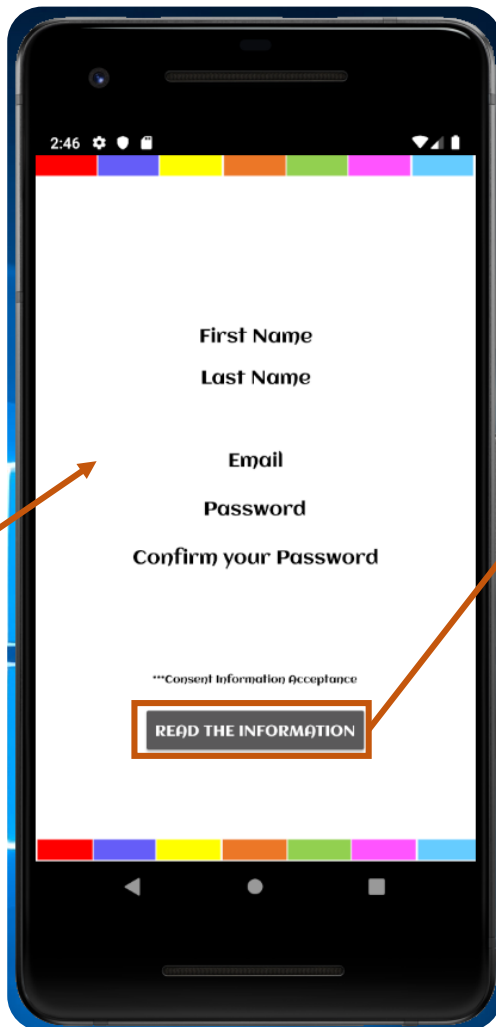 2:46
First Name
Last Name
Email
Password
Confirm your Password
***Consent Information Acceptance
READ THE INFORMATION